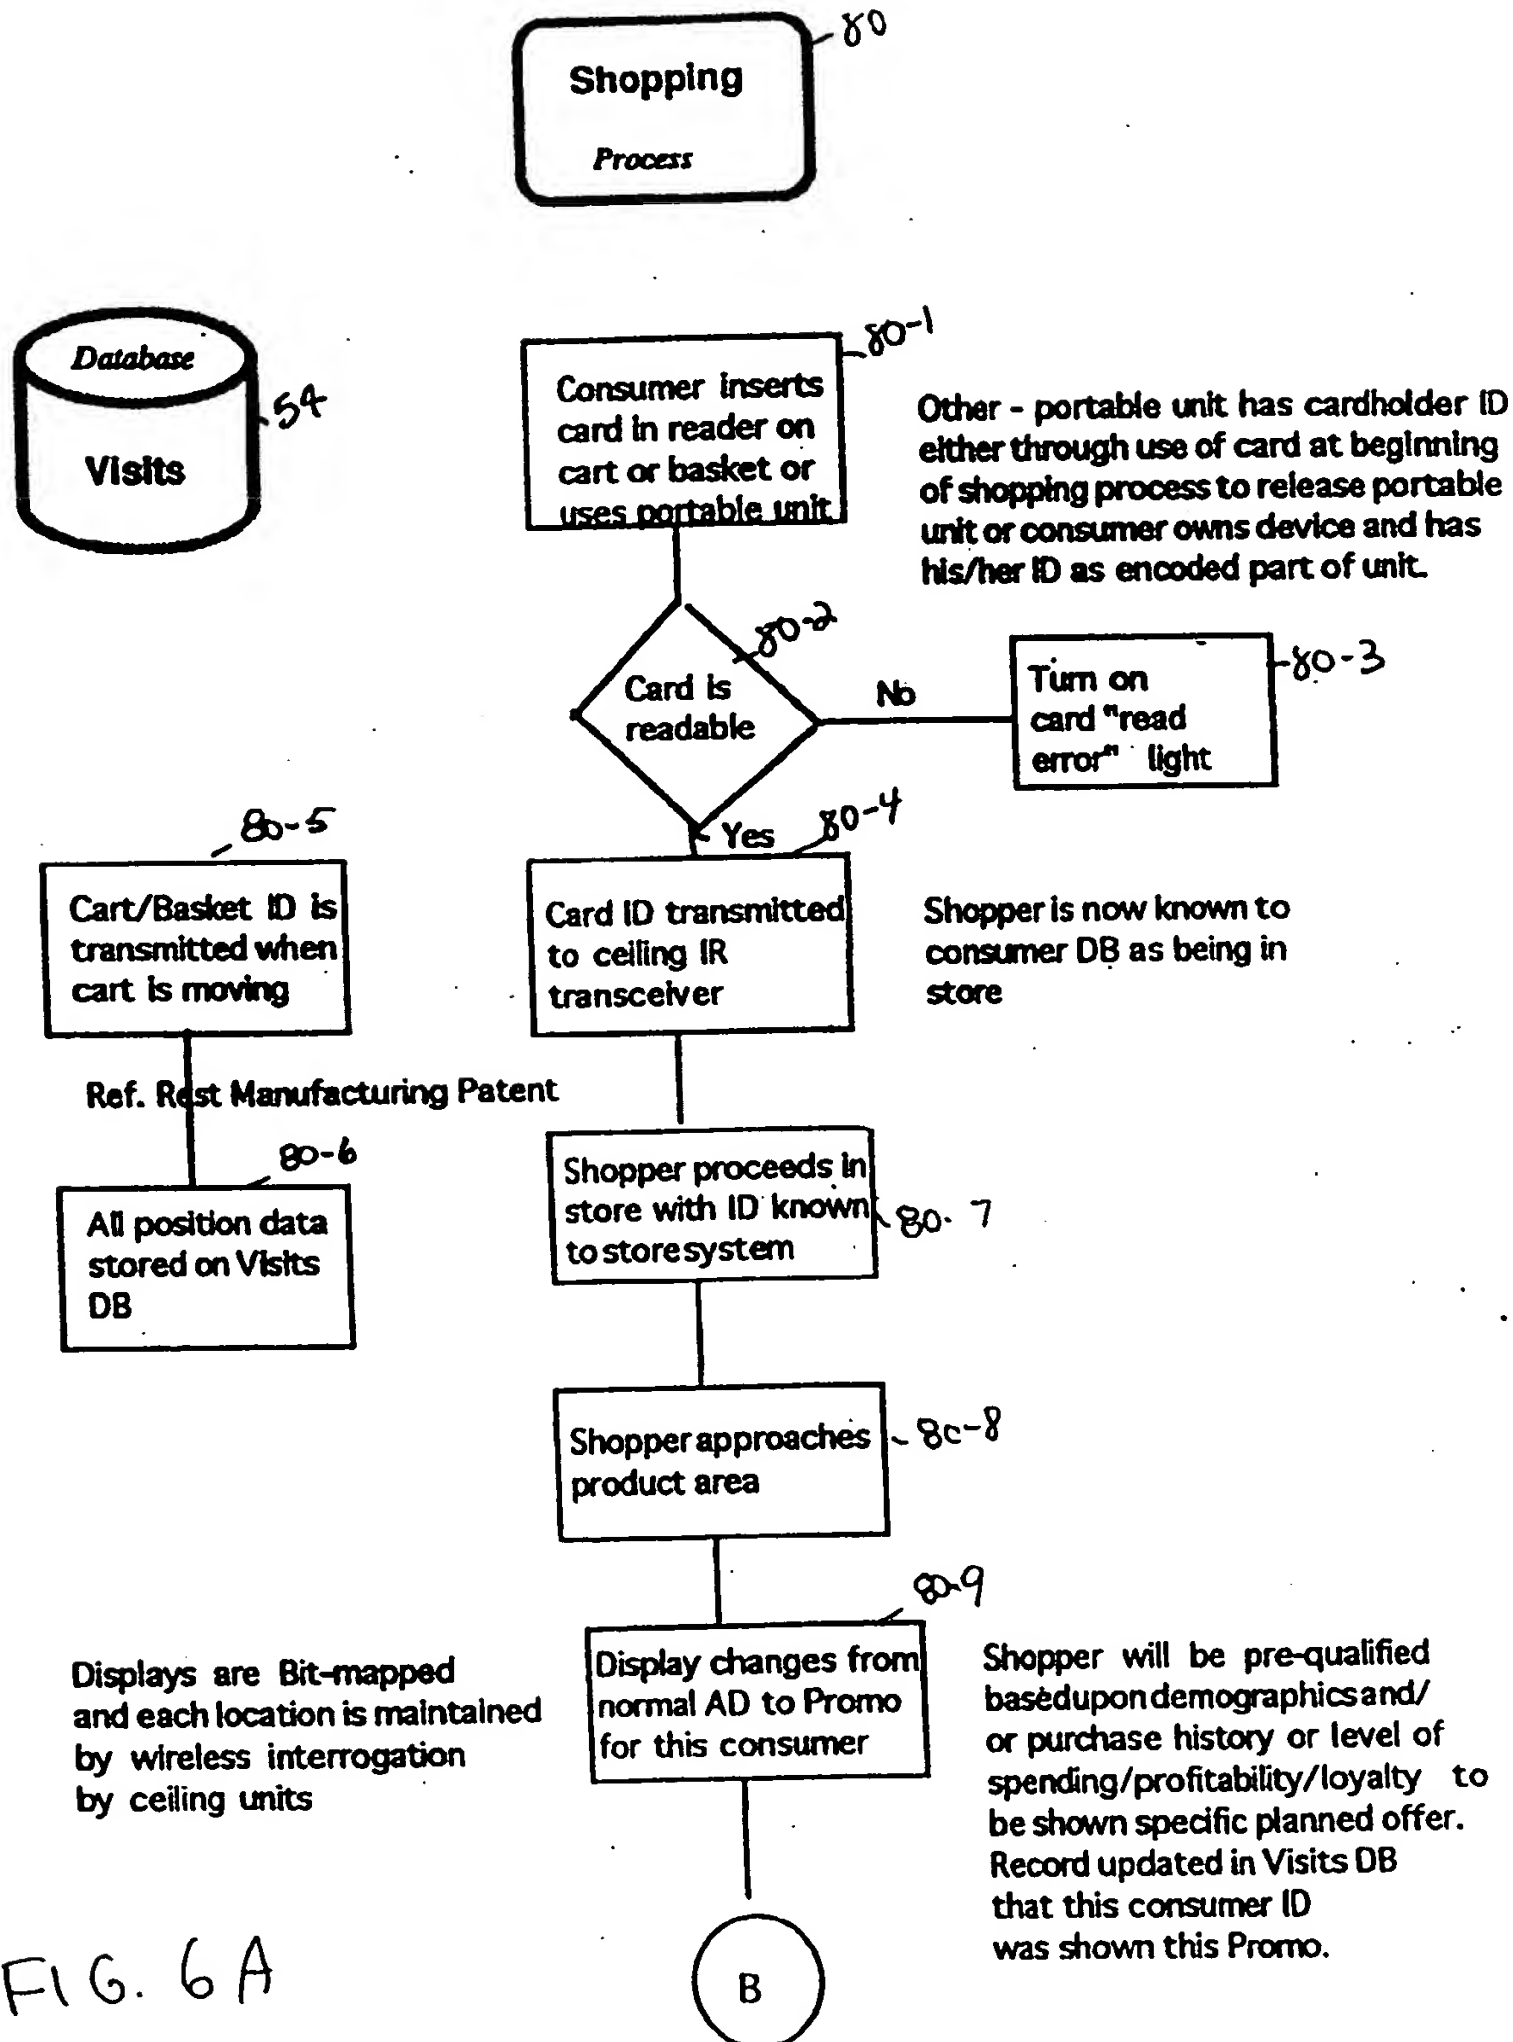 80
Shopping
Process
Database
Visits
54
80-1
Consumer inserts
card in reader on
cart or basket or
uses portable unit
Other - portable unit has cardholder ID
either through use of card at beginning
of shopping process to release portable
unit or consumer owns device and has
his/her ID as encoded part of unit.
80-2
Card is
readable
No
80-3
Turn on
card "read
error" light
Yes
80-4
80-5
Cart/Basket ID is
transmitted when
cart is moving
Card ID transmitted
to ceiling IR
transceiver
Shopper is now known to
consumer DB as being in
store
Ref. Rest Manufacturing Patent
80-6
All position data
stored on Visits
DB
Shopper proceeds in
store with ID known
to store system
80-7
Shopper approaches
product area
80-8
80-9
Displays are Bit-mapped
and each location is maintained
by wireless interrogation
by ceiling units
Display changes from
normal AD to Promo
for this consumer
Shopper will be pre-qualified
based upon demographics and/
or purchase history or level of
spending/profitability/loyalty to
be shown specific planned offer.
Record updated in Visits DB
that this consumer ID
was shown this Promo.
B
FIG. 6A